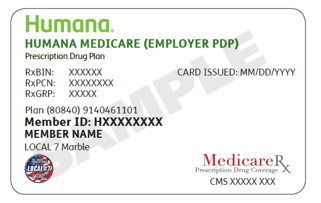 Humana.
HUMANA MEDICARE (EMPLOYER PDP)
Prescription Drug Plan
RxBIN: XXXXXX CARD ISSUED: MM/DD/YYYY
RxPCN: XXXXXXXX
RxGRP: XXXXX
SAMPLE
Plan (80840) 9140461101
Member ID: HXXXXXXXX
MEMBER NAME
LOCAL 7 Marble
LOCAL 7
MedicareRx
Prescription Drug Coverage
CMS XXXXX XXX